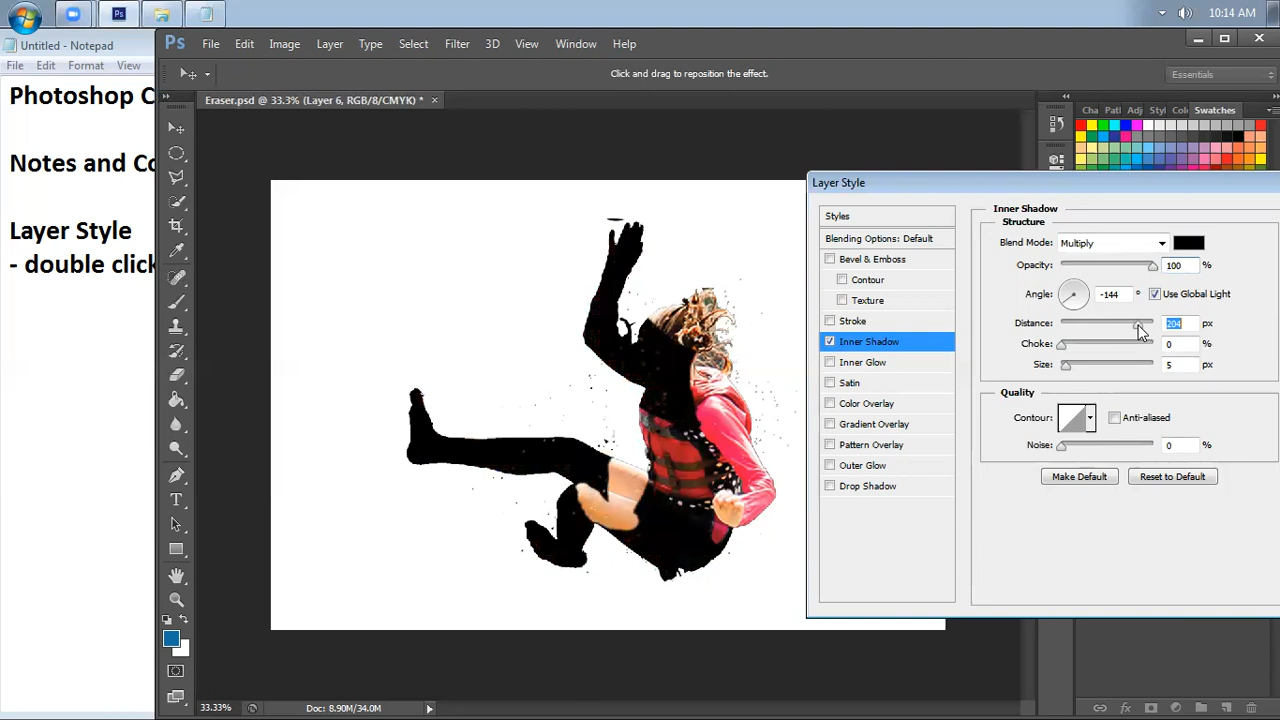 10:14 AM
Untitled - Notepad
File Edit Format View
Photoshop C
Notes and Co
Layer Style
- double click
Ps File Edit Image Layer Type Select Filter 3D View Window Help
Click and drag to reposition the effect.
Essentials
Eraser.psd @ 33.3% (Layer 6, RGB/8/CMYK) *
Cha Patl Adj Styl Colo Swatches
Layer Style
Styles
Blending Options: Default
Bevel & Emboss
Contour
Texture
Stroke
Inner Shadow
Inner Glow
Satin
Color Overlay
Gradient Overlay
Pattern Overlay
Outer Glow
Drop Shadow
Inner Shadow
Structure
Blend Mode: Multiply
Opacity: 100 %
Angle: -144 ° Use Global Light
Distance: 204 px
Choke: 0 %
Size: 5 px
Quality
Contour: Anti-aliased
Noise: 0 %
Make Default Reset to Default
33.33% Doc: 8.90M/34.0M
fx